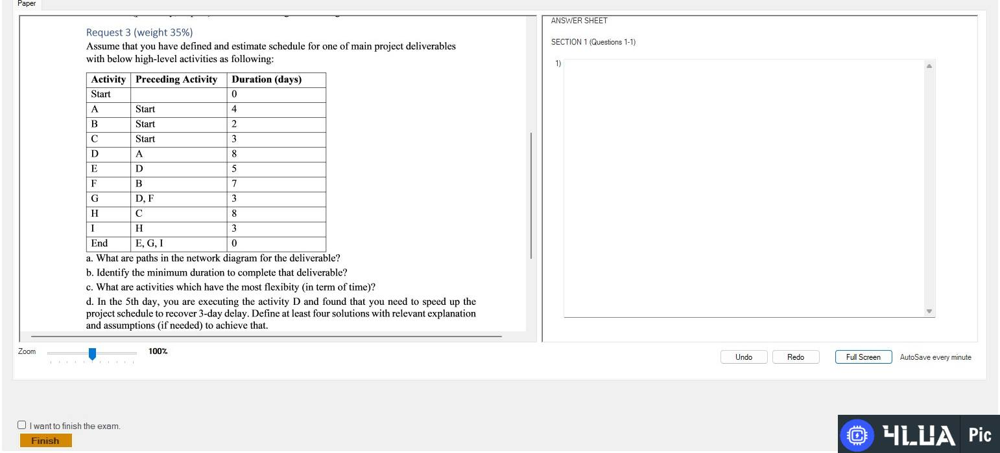 Paper
Request 3 (weight 35%)
Assume that you have defined and estimate schedule for one of main project deliverables
with below high-level activities as following:
Activity Preceding Activity Duration (days)
Start 0
A Start 4
B Start 2
C Start 3
D A 8
E D 5
F B 7
G D, F 3
H C 8
I H 3
End E, G, I 0
a. What are paths in the network diagram for the deliverable?
b. Identify the minimum duration to complete that deliverable?
c. What are activities which have the most flexibity (in term of time)?
d. In the 5th day, you are executing the activity D and found that you need to speed up the
project schedule to recover 3-day delay. Define at least four solutions with relevant explanation
and assumptions (if needed) to achieve that.
ANSWER SHEET
SECTION 1 (Questions 1-1)
1)
Zoom 100%
Undo Redo Full Screen AutoSave every minute
I want to finish the exam.
Finish
Pic